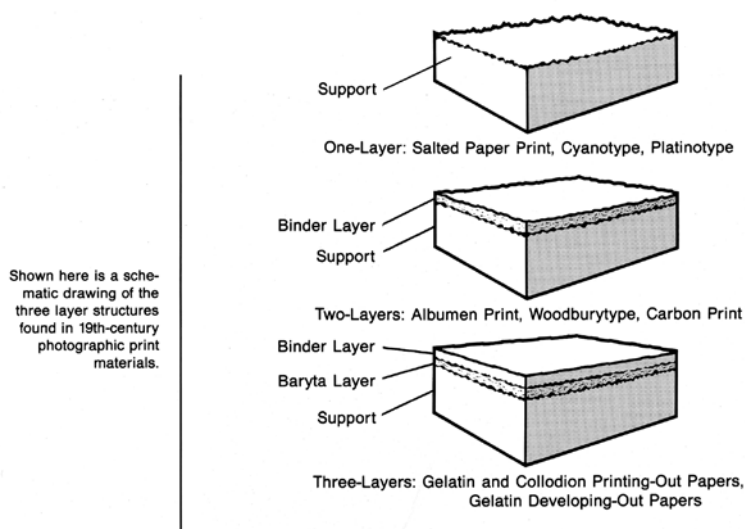 Support
One-Layer: Salted Paper Print, Cyanotype, Platinotype
Binder Layer
Support
Shown here is a sche-
matic drawing of the
three layer structures
found in 19th-century
photographic print
materials.
Two-Layers: Albumen Print, Woodburytype, Carbon Print
Binder Layer
Baryta Layer
Support
Three-Layers: Gelatin and Collodion Printing-Out Papers,
Gelatin Developing-Out Papers